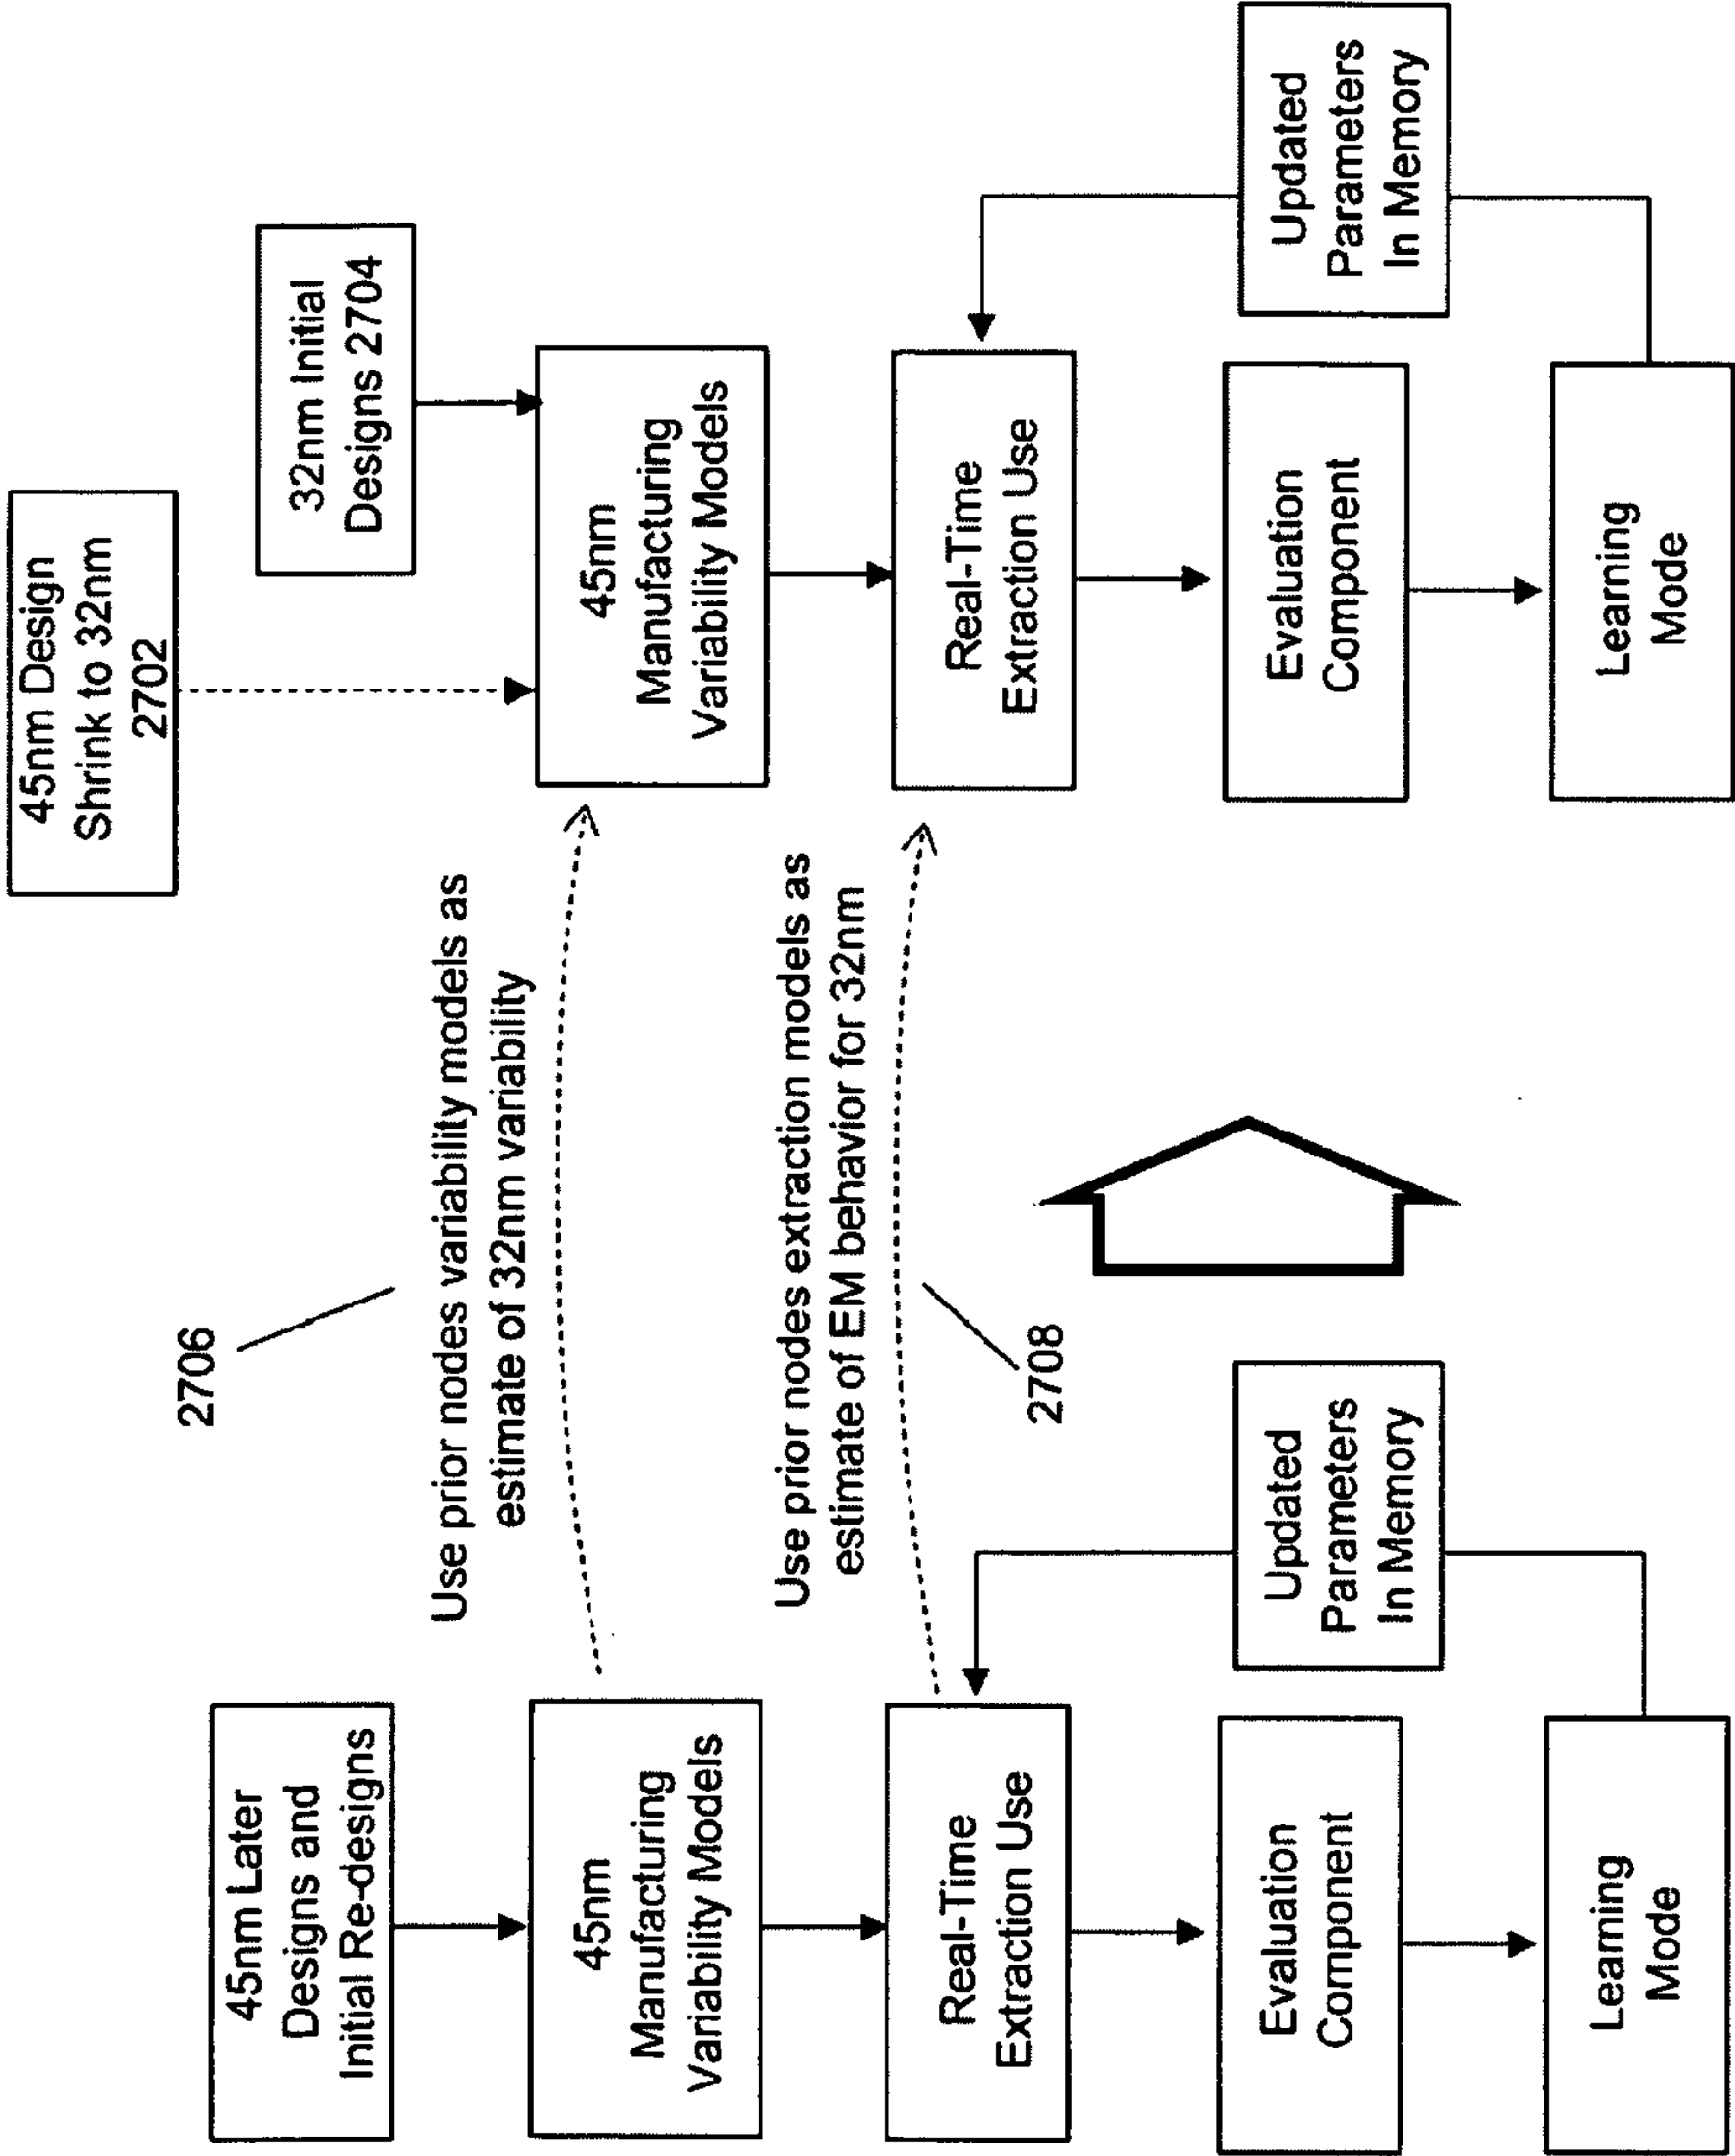 45nm Later
Designs and
Initial Re-designs
45nm
Manufacturing
Variability Models
Real-Time
Extraction Use
Evaluation
Component
Learning
Mode
Updated
Parameters
In Memory
2706
Use prior nodes variability models as
estimate of 32nm variability
Use prior nodes extraction models as
estimate of EM behavior for 32nm
2708
45nm Design
Shrink to 32nm
2702
32nm Initial
Designs 2704
45nm
Manufacturing
Variability Models
Real-Time
Extraction Use
Evaluation
Component
Learning
Mode
Updated
Parameters
In Memory